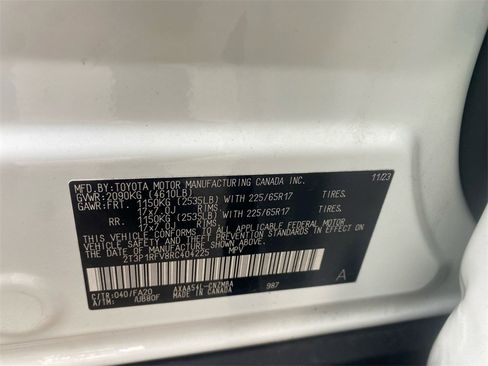 MFD. BY: TOYOTA MOTOR MANUFACTURING CANADA INC. 11/23
GVWR: 2090KG (4610LB)
GAWR: FRT. 1150KG (2535LB) WITH 225/65R17 TIRES,
17x7.0J RIMS
RR. 1150KG (2535LB) WITH 225/65R17 TIRES,
17x7.0J RIMS
THIS VEHICLE CONFORMS TO ALL APPLICABLE FEDERAL MOTOR
VEHICLE SAFETY, BUMPER, AND THEFT PREVENTION STANDARDS
IN EFFECT ON THE DATE OF MANUFACTURE SHOWN ABOVE.
2T3P1RFV8RC404225 MPV
A
C/TR: 040/FA20 AXAA54L-CNZMBA 987
A/TM: /UB80F MADE IN CANADA